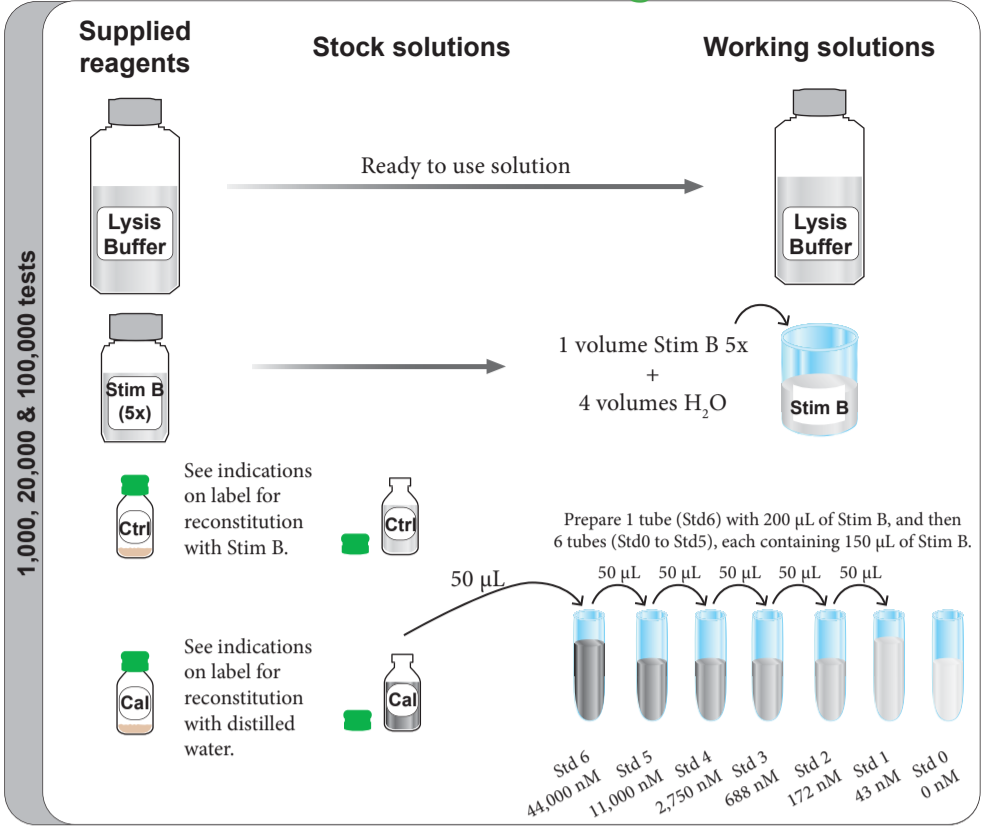 1,000, 20,000 & 100,000 tests
Supplied
reagents
Stock solutions
Working solutions
Lysis
Buffer
Ready to use solution
Lysis
Buffer
Stim B
(5x)
1 volume Stim B 5x
+
4 volumes H₂O
Stim B
Ctrl
See indications
on label for
reconstitution
with Stim B.
Ctrl
Prepare 1 tube (Std6) with 200 µL of Stim B, and then
6 tubes (Std0 to Std5), each containing 150 µL of Stim B.
50 µL
50 µL
50 µL
50 µL
50 µL
50 µL
Cal
See indications
on label for
reconstitution
with distilled
water.
Cal
Std 6
44,000 nM
Std 5
11,000 nM
Std 4
2,750 nM
Std 3
688 nM
Std 2
172 nM
Std 1
43 nM
Std 0
0 nM